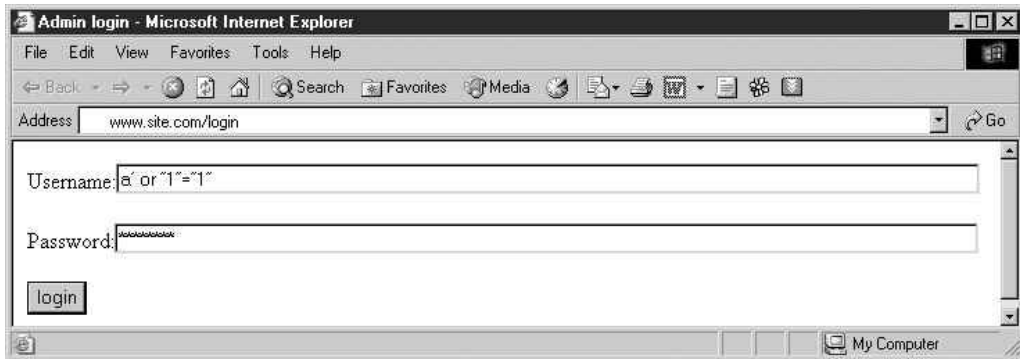 Admin login - Microsoft Internet Explorer
File Edit View Favorites Tools Help
Back Search Favorites Media
Address www.site.com/login Go
Username: a´ or ˝1˝=˝1˝
Password: *********
login
My Computer